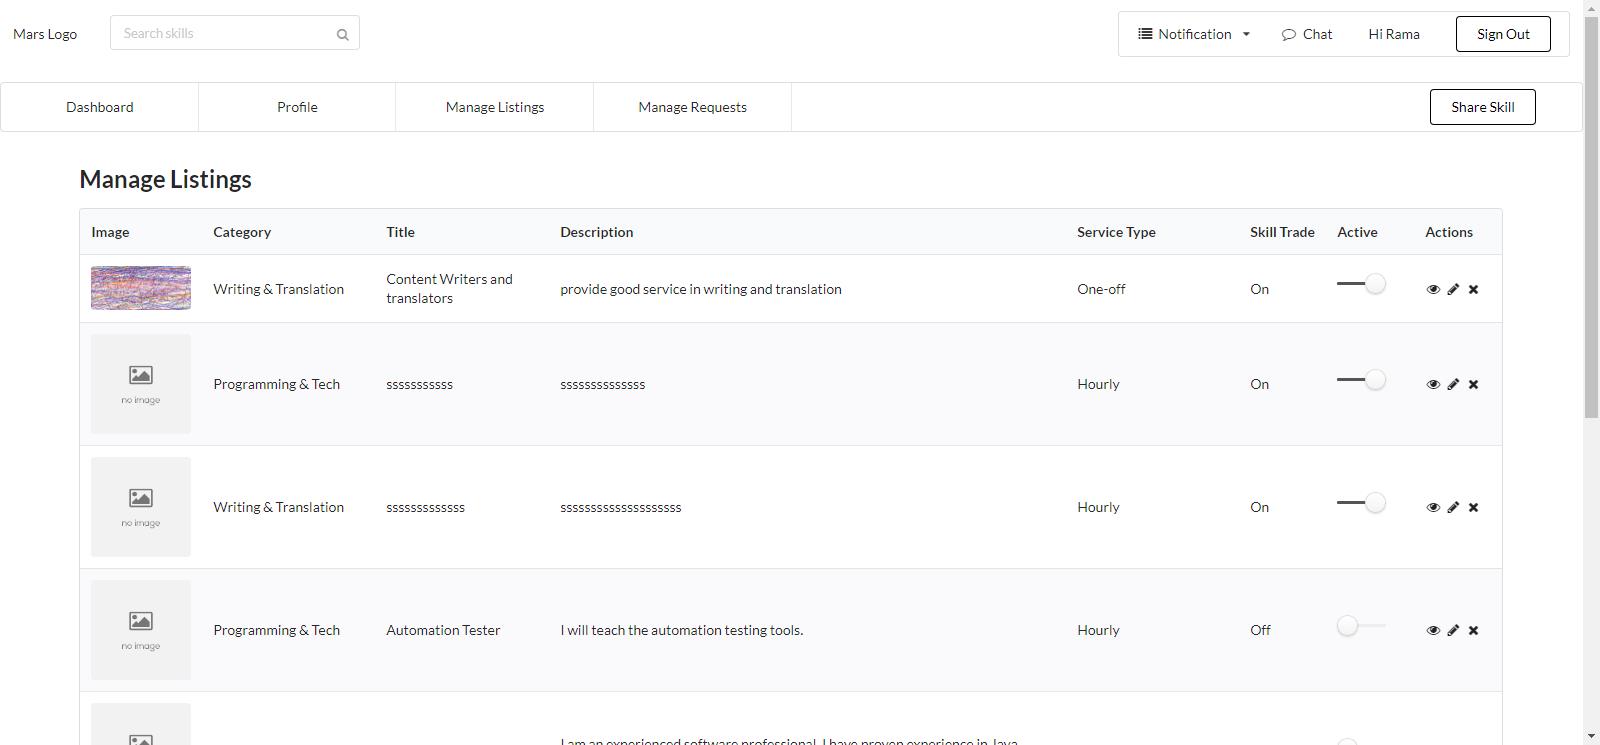 Mars Logo
Search skills
Notification
Chat
Hi Rama
Sign Out
Dashboard
Profile
Manage Listings
Manage Requests
Share Skill
Manage Listings
Image Category Title Description Service Type Skill Trade Active Actions
Writing & Translation
Content Writers and
translators
provide good service in writing and translation
One-off
On
no image
Programming & Tech
sssssssssss
ssssssssssssss
Hourly
On
no image
Writing & Translation
sssssssssssss
ssssssssssssssssssss
Hourly
On
no image
Programming & Tech
Automation Tester
I will teach the automation testing tools.
Hourly
Off
I am an experienced software professional. I have proven experience in Java